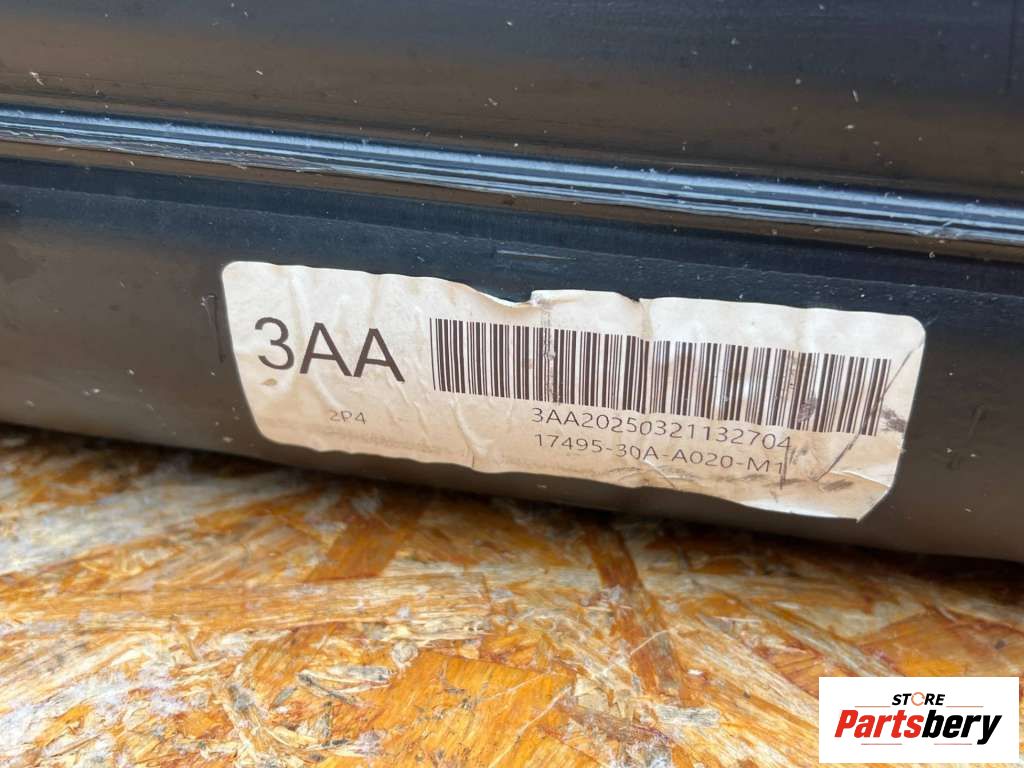 3AA
2P4
3AA20250321132704
17495-30A-A020-M1
STORE
Partsbery